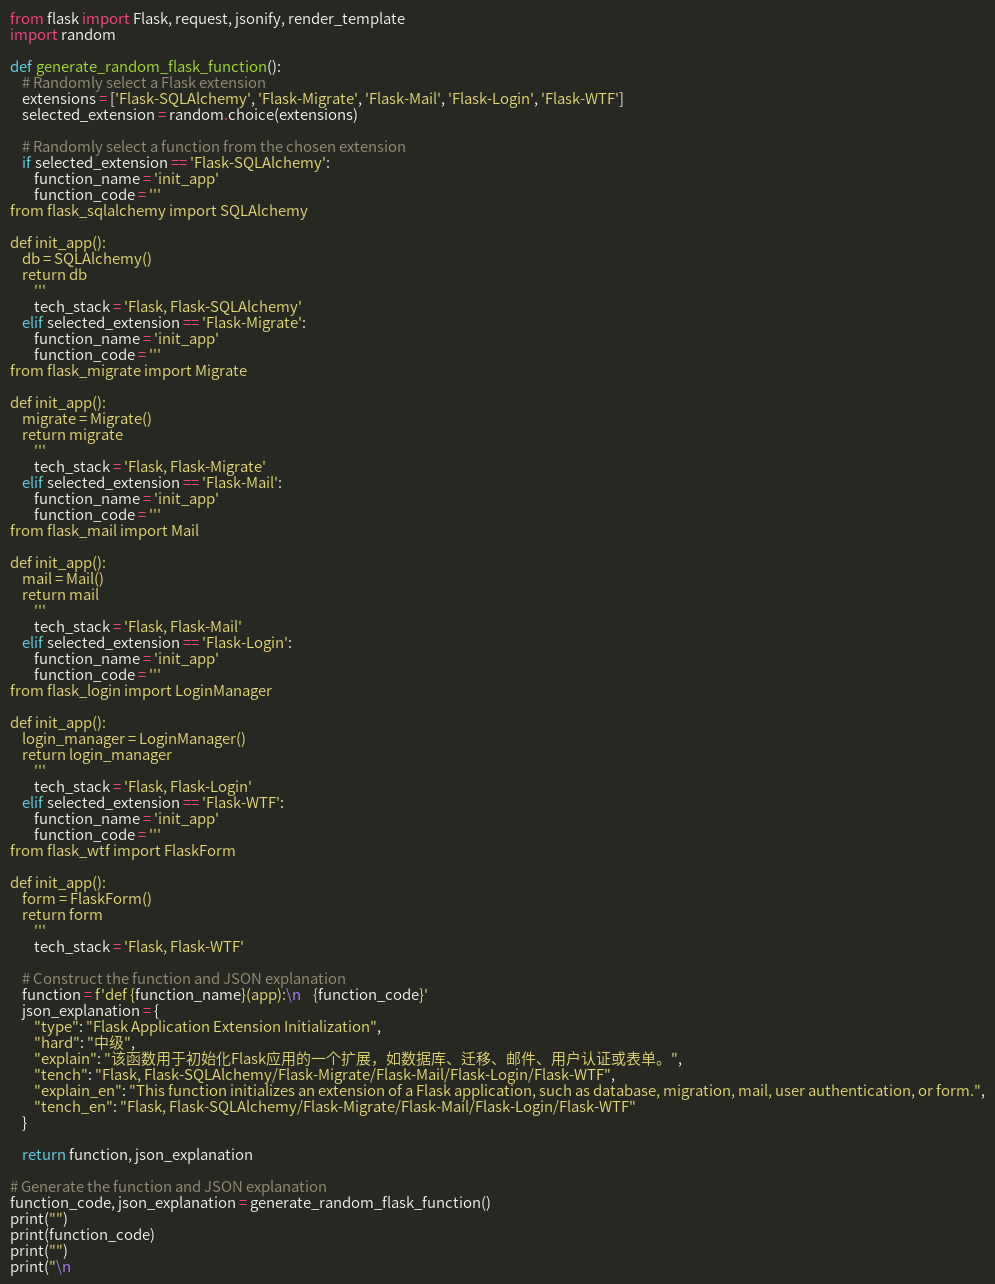 from flask import Flask, request, jsonify, render_template
import random

def generate_random_flask_function():
    # Randomly select a Flask extension
    extensions = ['Flask-SQLAlchemy', 'Flask-Migrate', 'Flask-Mail', 'Flask-Login', 'Flask-WTF']
    selected_extension = random.choice(extensions)

    # Randomly select a function from the chosen extension
    if selected_extension == 'Flask-SQLAlchemy':
        function_name = 'init_app'
        function_code = '''
from flask_sqlalchemy import SQLAlchemy

def init_app():
    db = SQLAlchemy()
    return db
        '''
        tech_stack = 'Flask, Flask-SQLAlchemy'
    elif selected_extension == 'Flask-Migrate':
        function_name = 'init_app'
        function_code = '''
from flask_migrate import Migrate

def init_app():
    migrate = Migrate()
    return migrate
        '''
        tech_stack = 'Flask, Flask-Migrate'
    elif selected_extension == 'Flask-Mail':
        function_name = 'init_app'
        function_code = '''
from flask_mail import Mail

def init_app():
    mail = Mail()
    return mail
        '''
        tech_stack = 'Flask, Flask-Mail'
    elif selected_extension == 'Flask-Login':
        function_name = 'init_app'
        function_code = '''
from flask_login import LoginManager

def init_app():
    login_manager = LoginManager()
    return login_manager
        '''
        tech_stack = 'Flask, Flask-Login'
    elif selected_extension == 'Flask-WTF':
        function_name = 'init_app'
        function_code = '''
from flask_wtf import FlaskForm

def init_app():
    form = FlaskForm()
    return form
        '''
        tech_stack = 'Flask, Flask-WTF'

    # Construct the function and JSON explanation
    function = f'def {function_name}(app):\n    {function_code}'
    json_explanation = {
        "type": "Flask Application Extension Initialization",
        "hard": "中级",
        "explain": "该函数用于初始化Flask应用的一个扩展，如数据库、迁移、邮件、用户认证或表单。",
        "tench": "Flask, Flask-SQLAlchemy/Flask-Migrate/Flask-Mail/Flask-Login/Flask-WTF",
        "explain_en": "This function initializes an extension of a Flask application, such as database, migration, mail, user authentication, or form.",
        "tench_en": "Flask, Flask-SQLAlchemy/Flask-Migrate/Flask-Mail/Flask-Login/Flask-WTF"
    }

    return function, json_explanation

# Generate the function and JSON explanation
function_code, json_explanation = generate_random_flask_function()
print("")
print(function_code)
print("")
print("\n